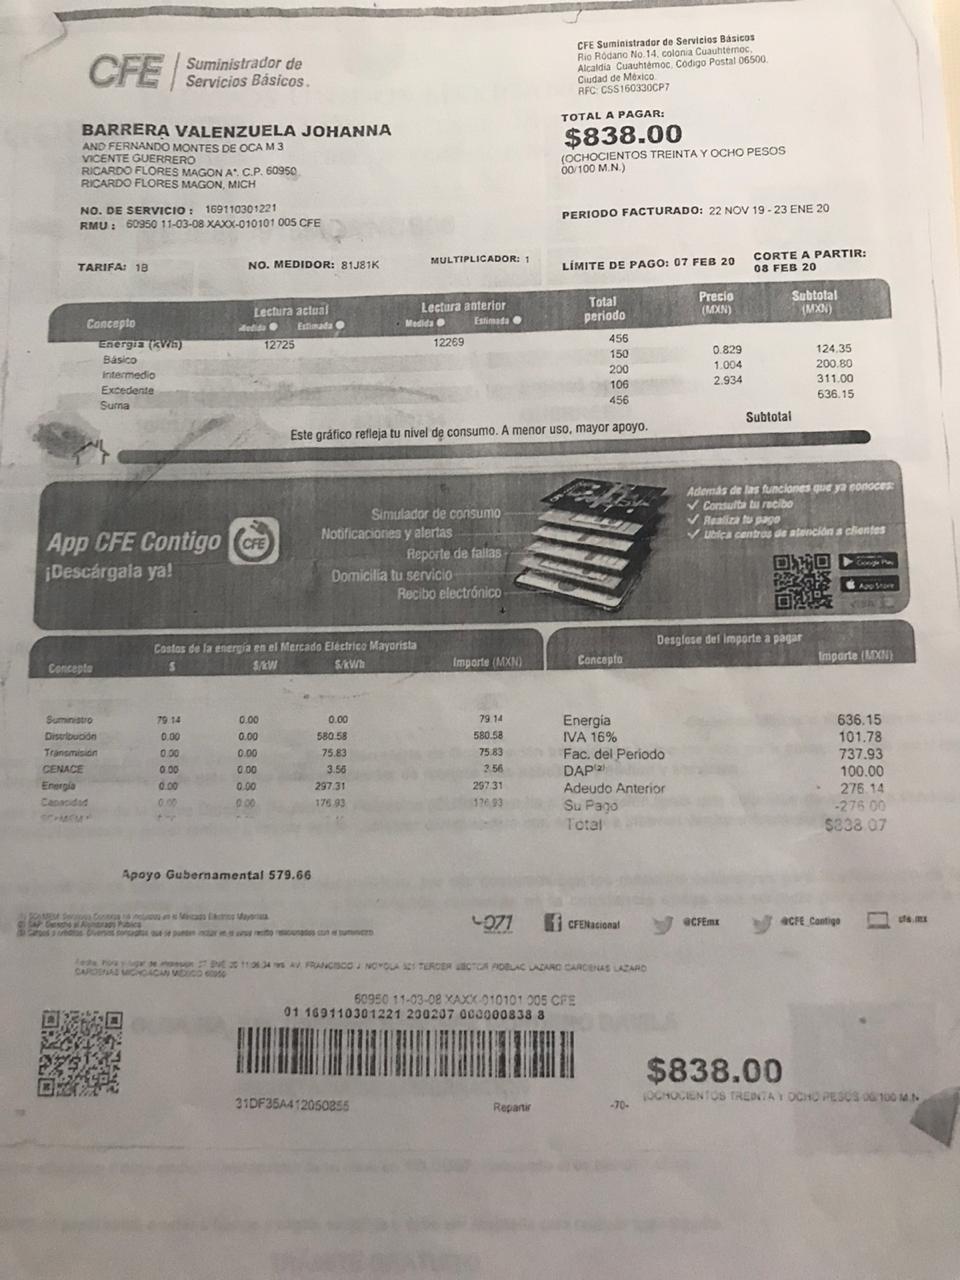 CFE Suministrador de
Servicios Básicos.
CFE Suministrador de Servicios Básicos
Río Ródano No.14, colonia Cuauhtémoc,
Alcaldía Cuauhtémoc, Código Postal 06500,
Ciudad de México.
RFC: CSS160330CP7
BARRERA VALENZUELA JOHANNA
AND FERNANDO MONTES DE OCA M 3
VICENTE GUERRERO
RICARDO FLORES MAGON A*. C.P. 60950
RICARDO FLORES MAGON, MICH
TOTAL A PAGAR:
$838.00
(OCHOCIENTOS TREINTA Y OCHO PESOS
00/100 M.N.)
NO. DE SERVICIO : 169110301221
RMU : 60950 11-03-08 XAXX-010101 005 CFE
PERIODO FACTURADO: 22 NOV 19 - 23 ENE 20
TARIFA: 1B NO. MEDIDOR: 81J81K MULTIPLICADOR: 1 LÍMITE DE PAGO: 07 FEB 20 CORTE A PARTIR:
08 FEB 20
Concepto Lectura actual Lectura anterior Total periodo Precio (MXN) Subtotal (MXN)
Medida Estimada Medida Estimada
Energía (kWh) 12725 12269 456
Básico 150 0.829 124.35
Intermedio 200 1.004 200.80
Excedente 106 2.934 311.00
Suma 456 636.15
Subtotal
Este gráfico refleja tu nivel de consumo. A menor uso, mayor apoyo.
App CFE Contigo CFE
¡Descárgala ya!
Simulador de consumo
Notificaciones y alertas
Reporte de fallas
Domicilia tu servicio
Recibo electrónico
Además de las funciones que ya conoces:
✓ Consulta tu recibo
✓ Realiza tu pago
✓ Ubica centros de atención a clientes
Google Play
App Store
Costos de la energía en el Mercado Eléctrico Mayorista
Concepto $ $/kW $/kWh Importe (MXN)
Suministro 79.14 0.00 0.00 79.14
Distribución 0.00 0.00 580.58 580.58
Transmisión 0.00 0.00 75.83 75.83
CENACE 0.00 0.00 3.56 3.56
Energía 0.00 0.00 297.31 297.31
Capacidad 0.00 0.00 176.93 176.93
Desglose del importe a pagar
Concepto Importe (MXN)
Energía 636.15
IVA 16% 101.78
Fac. del Periodo 737.93
DAP(2) 100.00
Adeudo Anterior 276.14
Su Pago -276.00
Total $838.07
Apoyo Gubernamental 579.66
(2) DAP: Derecho al Alumbrado Público
071 CFENacional @CFEmx @CFE_Contigo cfe.mx
60950 11-03-08 XAXX-010101 005 CFE
01 169110301221 200207 000000838 8
31DF35A412050855 Repartir -70-
$838.00
(OCHOCIENTOS TREINTA Y OCHO PESOS 00/100 M.N